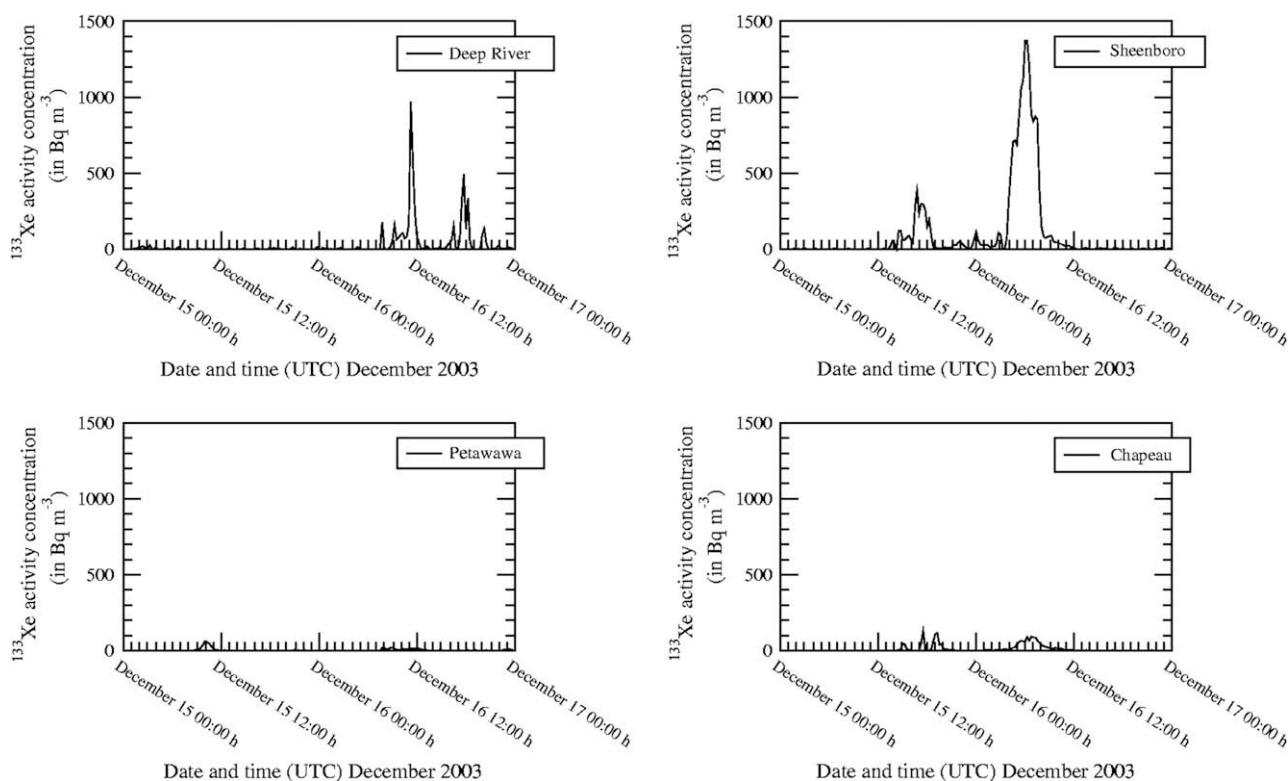 1500
1000
500
0
¹³³Xe activity concentration
(in Bq m⁻³)
Deep River
December 15 00:00 h
December 15 12:00 h
December 16 00:00 h
December 16 12:00 h
December 17 00:00 h
Date and time (UTC) December 2003
1500
1000
500
0
¹³³Xe activity concentration
(in Bq m⁻³)
Sheenboro
December 15 00:00 h
December 15 12:00 h
December 16 00:00 h
December 16 12:00 h
December 17 00:00 h
Date and time (UTC) December 2003
1500
1000
500
0
¹³³Xe activity concentration
(in Bq m⁻³)
Petawawa
December 15 00:00 h
December 15 12:00 h
December 16 00:00 h
December 16 12:00 h
December 17 00:00 h
Date and time (UTC) December 2003
1500
1000
500
0
¹³³Xe activity concentration
(in Bq m⁻³)
Chapeau
December 15 00:00 h
December 15 12:00 h
December 16 00:00 h
December 16 12:00 h
December 17 00:00 h
Date and time (UTC) December 2003